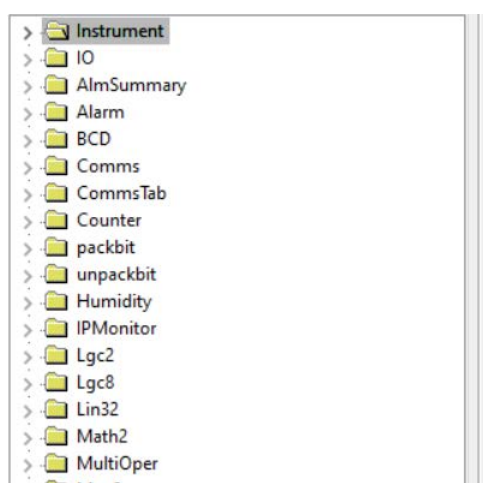 Instrument
IO
AlmSummary
Alarm
BCD
Comms
CommsTab
Counter
packbit
unpackbit
Humidity
IPMonitor
Lgc2
Lgc8
Lin32
Math2
MultiOper